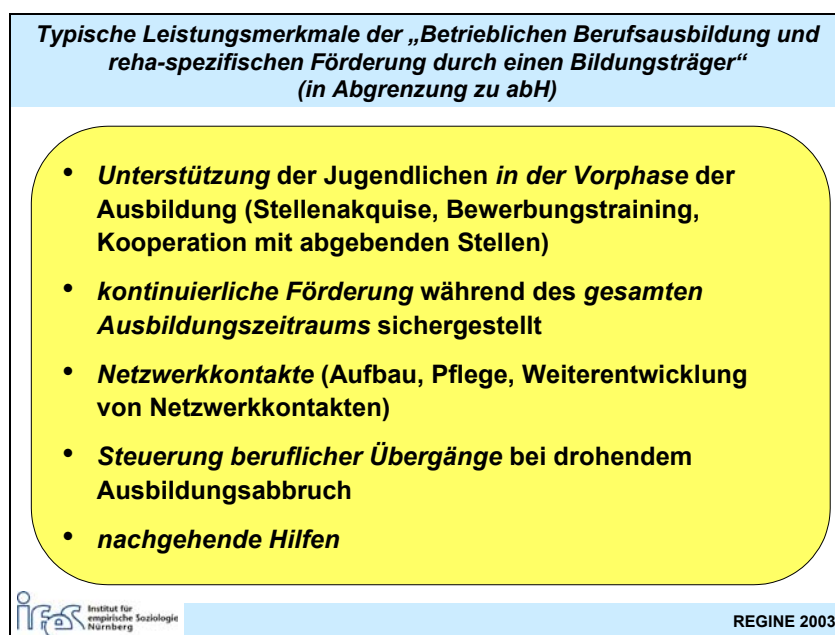 Typische Leistungsmerkmale der „Betrieblichen Berufsausbildung und
reha-spezifischen Förderung durch einen Bildungsträger“
(in Abgrenzung zu abH)
• Unterstützung der Jugendlichen in der Vorphase der
Ausbildung (Stellenakquise, Bewerbungstraining,
Kooperation mit abgebenden Stellen)
• kontinuierliche Förderung während des gesamten
Ausbildungszeitraums sichergestellt
• Netzwerkkontakte (Aufbau, Pflege, Weiterentwicklung
von Netzwerkkontakten)
• Steuerung beruflicher Übergänge bei drohendem
Ausbildungsabbruch
• nachgehende Hilfen
ifes
Institut für
empirische Soziologie
Nürnberg
REGINE 2003